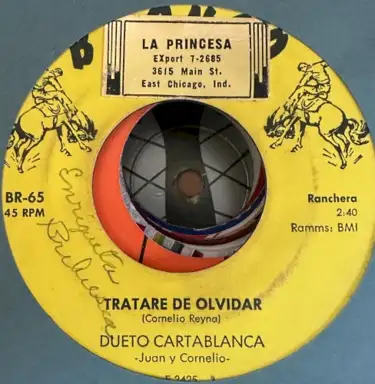 LA PRINCESA
EXport 7-2685
3615 Main St.
East Chicago, Ind.
BR-65
45 RPM
Ranchera
2:40
Ramms: BMI
Enriqueta
TRATARE DE OLVIDAR
(Cornelio Reyna)
DUETO CARTABLANCA
-Juan y Cornelio-